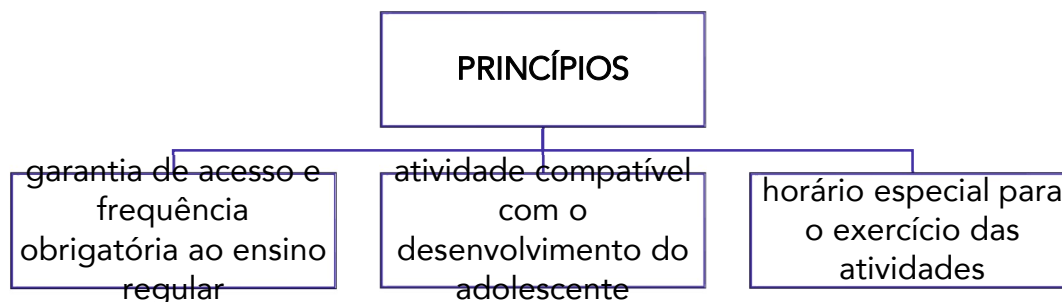 PRINCÍPIOS
garantia de acesso e
frequência
obrigatória ao ensino
regular
atividade compatível
com o
desenvolvimento do
adolescente
horário especial para
o exercício das
atividades